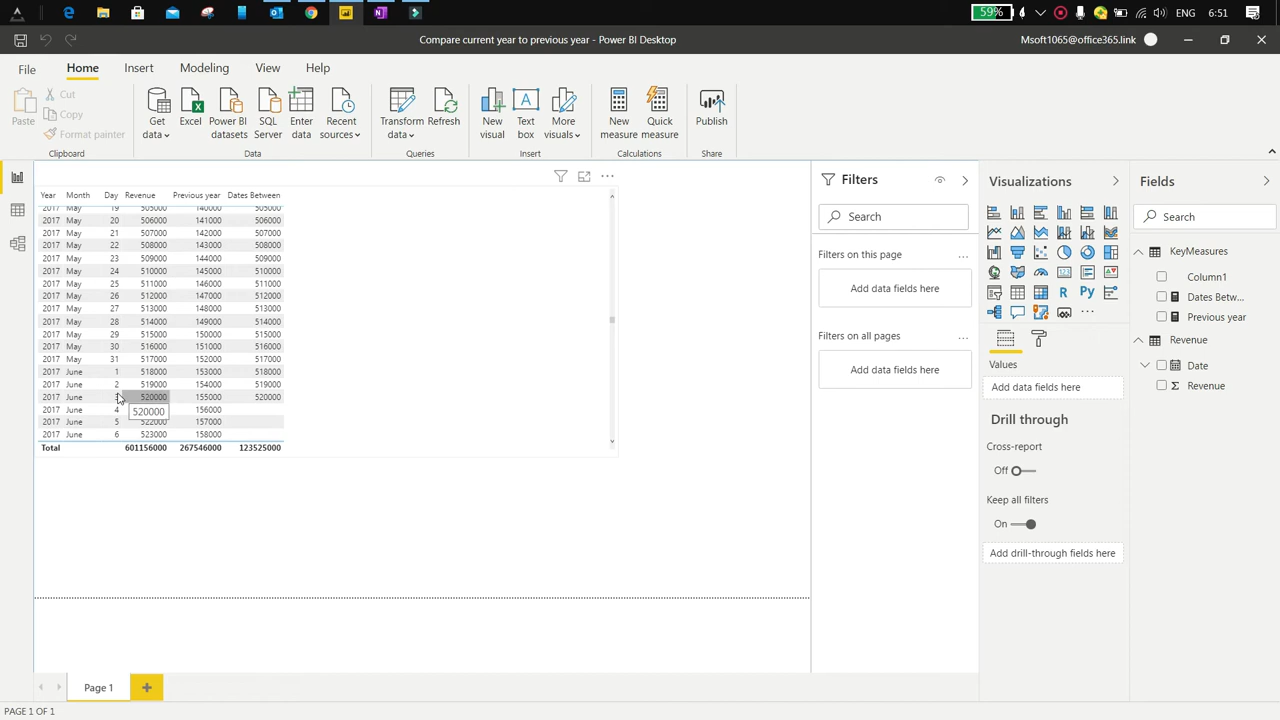 59% ENG 6:51
Compare current year to previous year - Power BI Desktop
Msoft1065@office365.link
File Home Insert Modeling View Help
Paste
Cut
Copy
Format painter
Clipboard
Get data
Excel
Power BI datasets
SQL Server
Enter data
Recent sources
Data
Transform data
Refresh
Queries
New visual
Text box
More visuals
Insert
New measure
Quick measure
Calculations
Publish
Share
Year Month Day Revenue Previous year Dates Between
2017 May 19 505000 140000 505000
2017 May 20 506000 141000 506000
2017 May 21 507000 142000 507000
2017 May 22 508000 143000 508000
2017 May 23 509000 144000 509000
2017 May 24 510000 145000 510000
2017 May 25 511000 146000 511000
2017 May 26 512000 147000 512000
2017 May 27 513000 148000 513000
2017 May 28 514000 149000 514000
2017 May 29 515000 150000 515000
2017 May 30 516000 151000 516000
2017 May 31 517000 152000 517000
2017 June 1 518000 153000 518000
2017 June 2 519000 154000 519000
2017 June 3 520000 155000 520000
2017 June 4 156000
520000
2017 June 5 522000 157000
2017 June 6 523000 158000
Total 601156000 267546000 123525000
Filters
Search
Filters on this page
Add data fields here
Filters on all pages
Add data fields here
Visualizations
R Py
Values
Add data fields here
Drill through
Cross-report
Off
Keep all filters
On
Add drill-through fields here
Fields
Search
KeyMeasures
Column1
Dates Betw...
Previous year
Revenue
Date
Revenue
Page 1
PAGE 1 OF 1